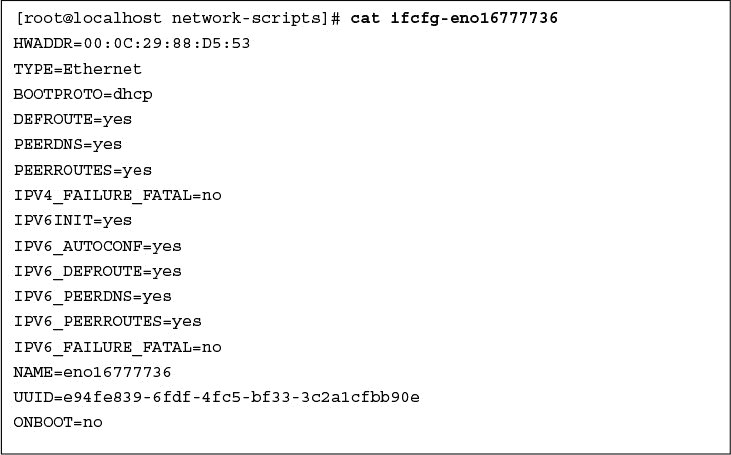 [root@localhost network-scripts]# cat ifcfg-eno16777736
HWADDR=00:0C:29:88:D5:53
TYPE=Ethernet
BOOTPROTO=dhcp
DEFROUTE=yes
PEERDNS=yes
PEERROUTES=yes
IPV4_FAILURE_FATAL=no
IPV6INIT=yes
IPV6_AUTOCONF=yes
IPV6_DEFROUTE=yes
IPV6_PEERDNS=yes
IPV6_PEERROUTES=yes
IPV6_FAILURE_FATAL=no
NAME=eno16777736
UUID=e94fe839-6fdf-4fc5-bf33-3c2a1cfbb90e
ONBOOT=no